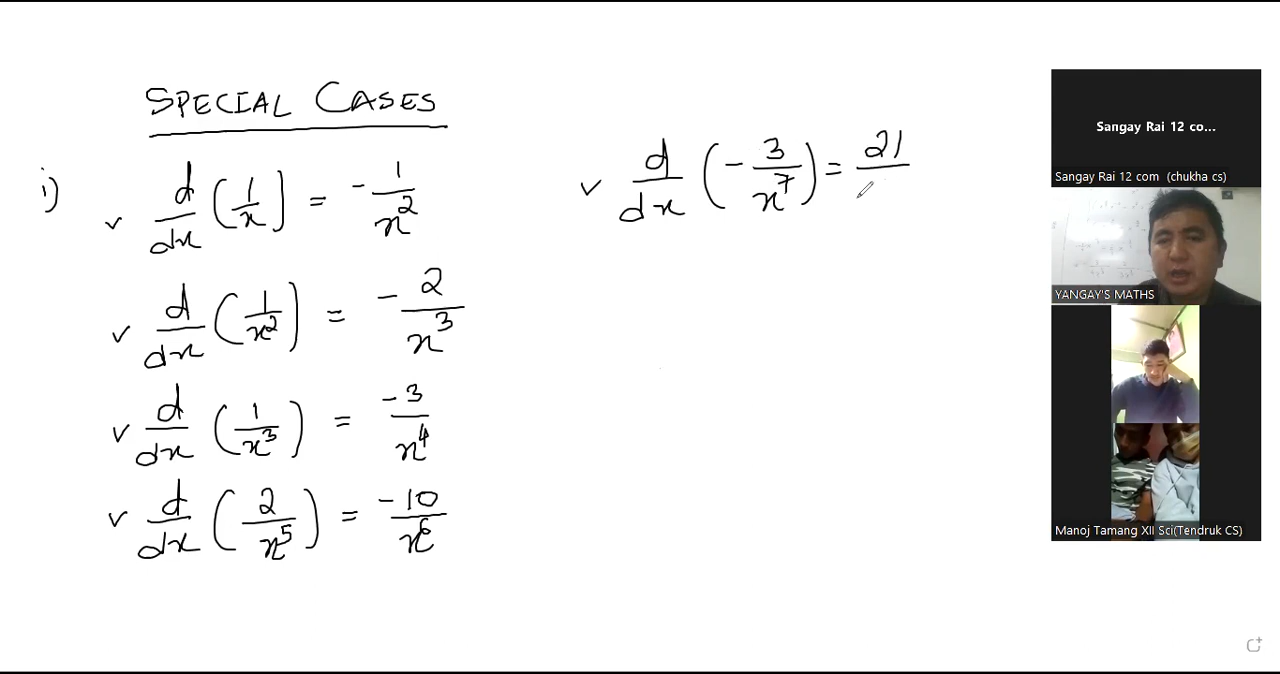 SPECIAL CASES
i) ✓ d/dx (1/x) = -1/x²
✓ d/dx (1/x²) = -2/x³
✓ d/dx (1/x³) = -3/x⁴
✓ d/dx (2/x⁵) = -10/x⁶
✓ d/dx (-3/x⁷) = 21/
Sangay Rai 12 co...
Sangay Rai 12 com (chukha cs)
YANGAY'S MATHS
Manoj Tamang XII Sci(Tendruk CS)